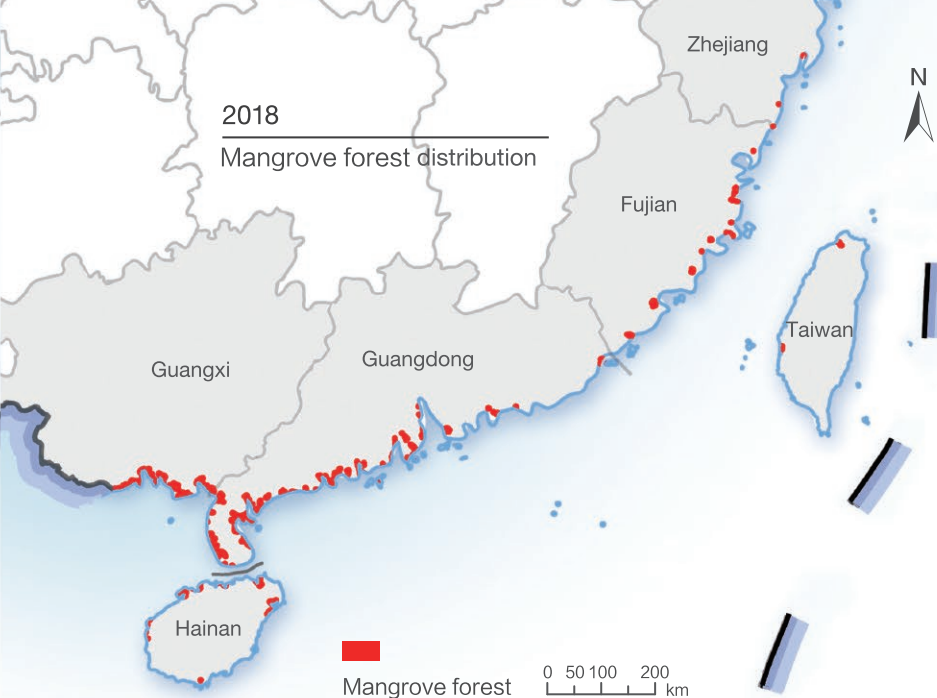 Zhejiang
N
2018
Mangrove forest distribution
Fujian
Taiwan
Guangdong
Guangxi
Hainan
Mangrove forest
0 50 100 200
km